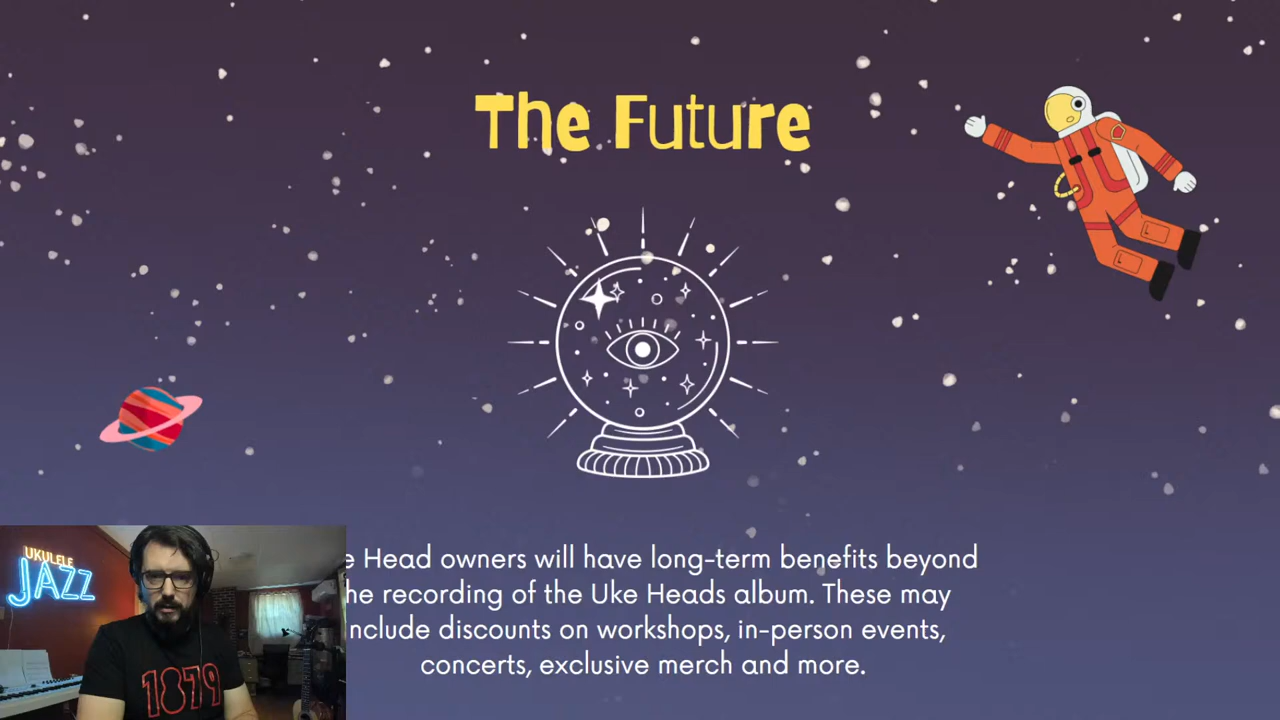 The Future
e Head owners will have long-term benefits beyond
he recording of the Uke Heads album. These may
nclude discounts on workshops, in-person events,
concerts, exclusive merch and more.
UKULELE
JAZZ
1879